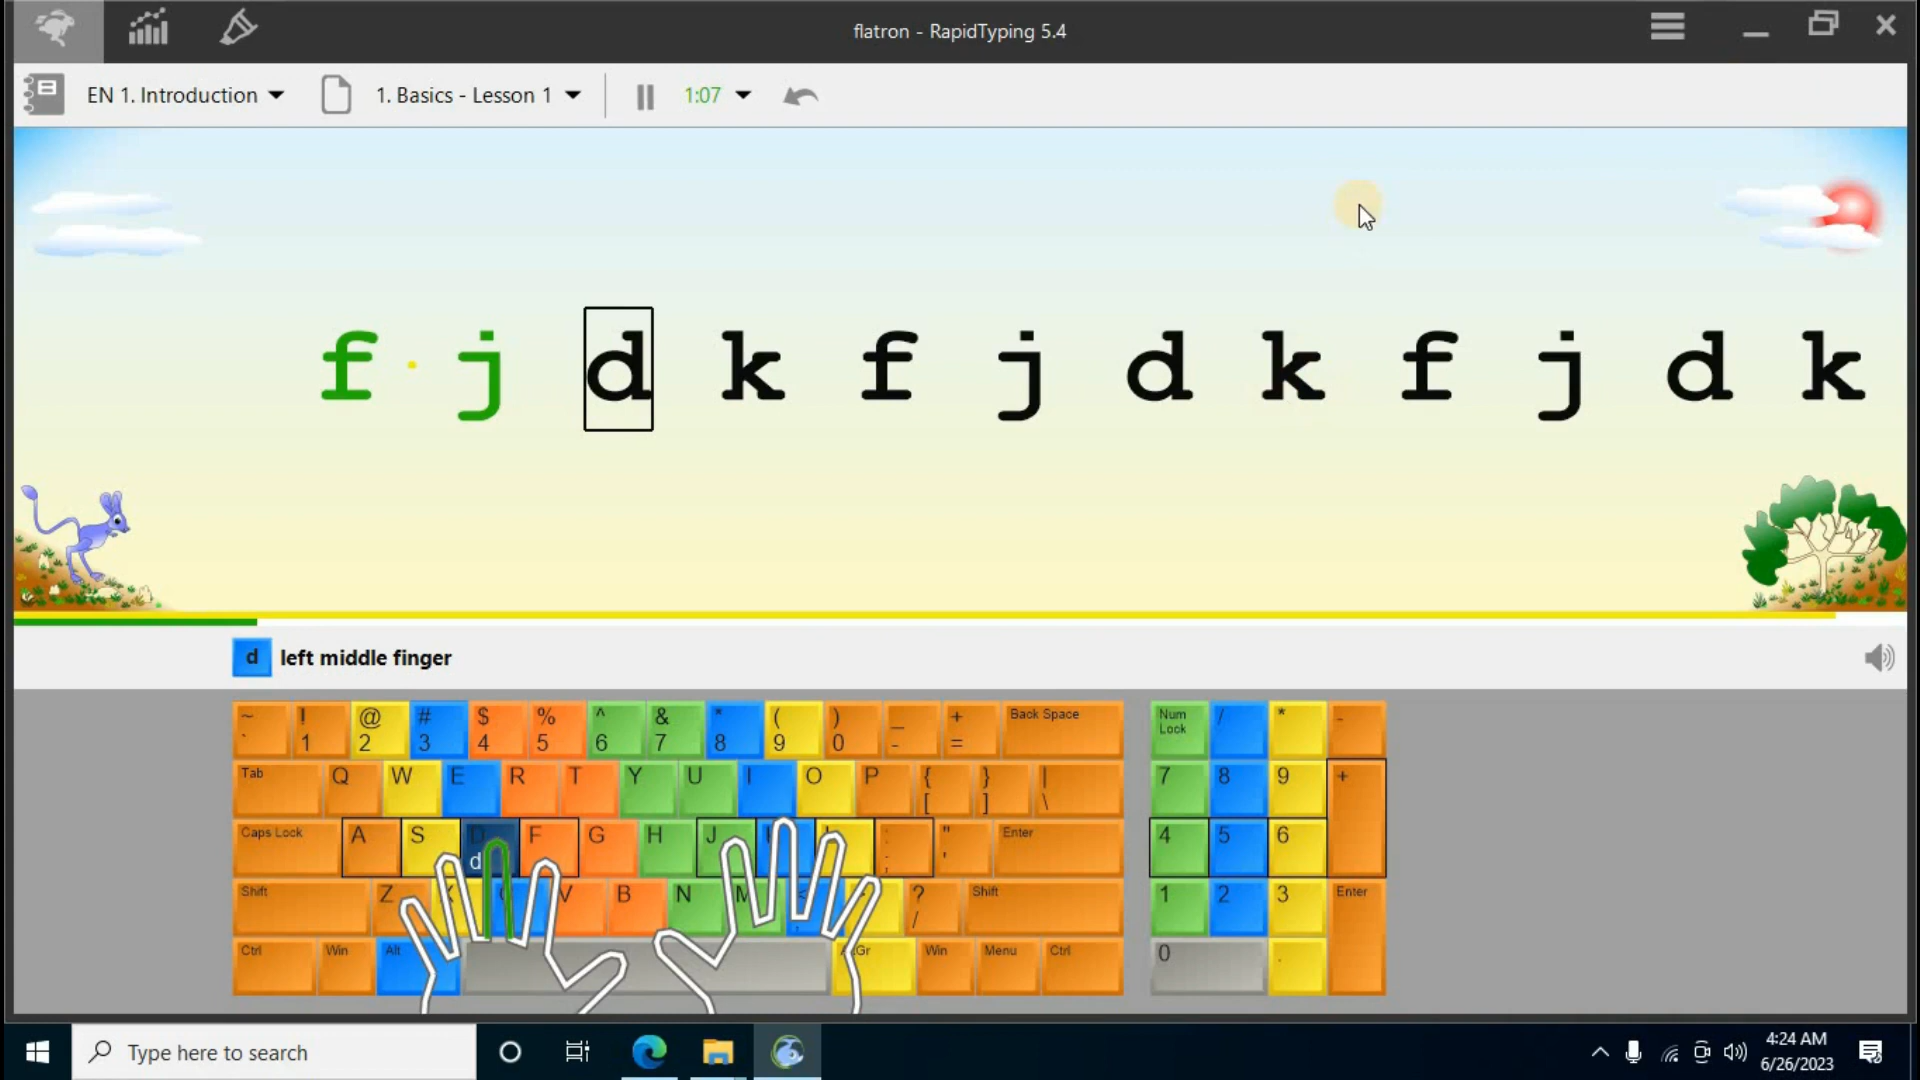 flatron - RapidTyping 5.4
EN 1. Introduction
1. Basics - Lesson 1
1:07
f j d k f j d k f j d k
d left middle finger
~ ` ! 1 @ 2 # 3 $ 4 % 5 ^ 6 & 7 * 8 ( 9 ) 0 _ - + = Back Space
Num Lock / * -
Tab Q W E R T Y U I O P { [ } ] | \
7 8 9 +
Caps Lock A S D d F G H J : ; " ' Enter
4 5 6
Shift Z V B N M < , ? / Shift
1 2 3 Enter
Ctrl Win Alt Win Menu Ctrl
0 .
Type here to search
4:24 AM
6/26/2023